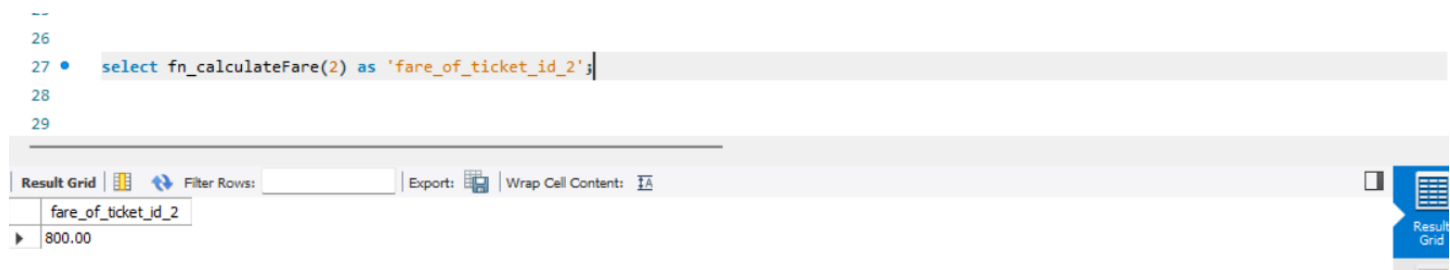 26
27 select fn_calculateFare(2) as 'fare_of_ticket_id_2';
28
29
Result Grid Filter Rows: Export: Wrap Cell Content: IA
fare_of_ticket_id_2
800.00
Result
Grid